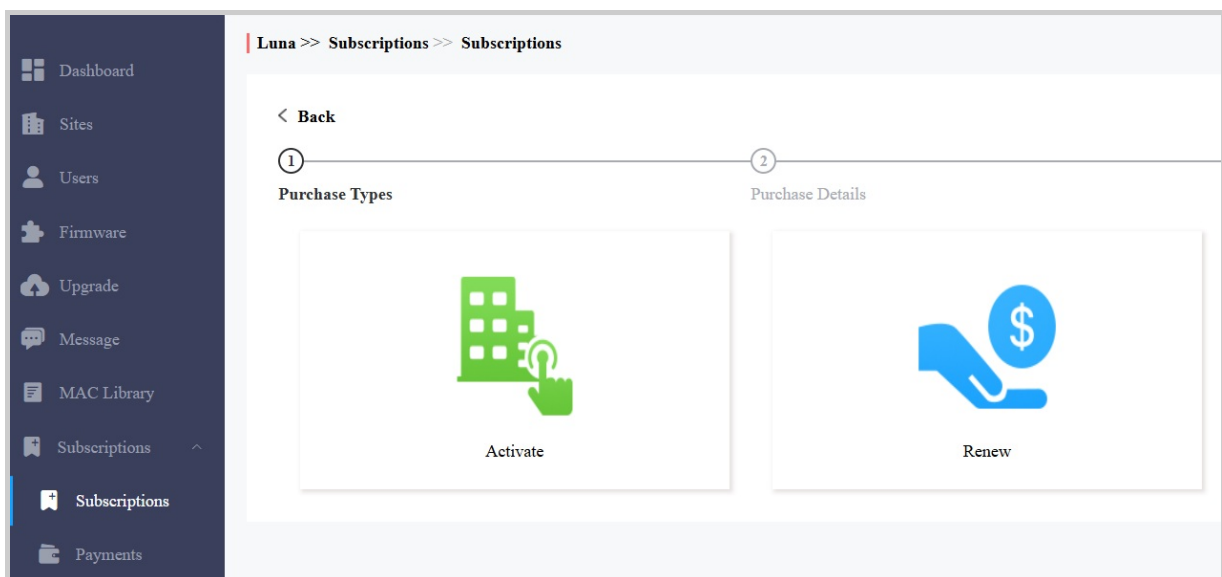 Luna >> Subscriptions >> Subscriptions
Dashboard
Sites
Users
Firmware
Upgrade
Message
MAC Library
Subscriptions
Subscriptions
Payments
< Back
1
2
Purchase Types
Purchase Details
$
Activate
Renew